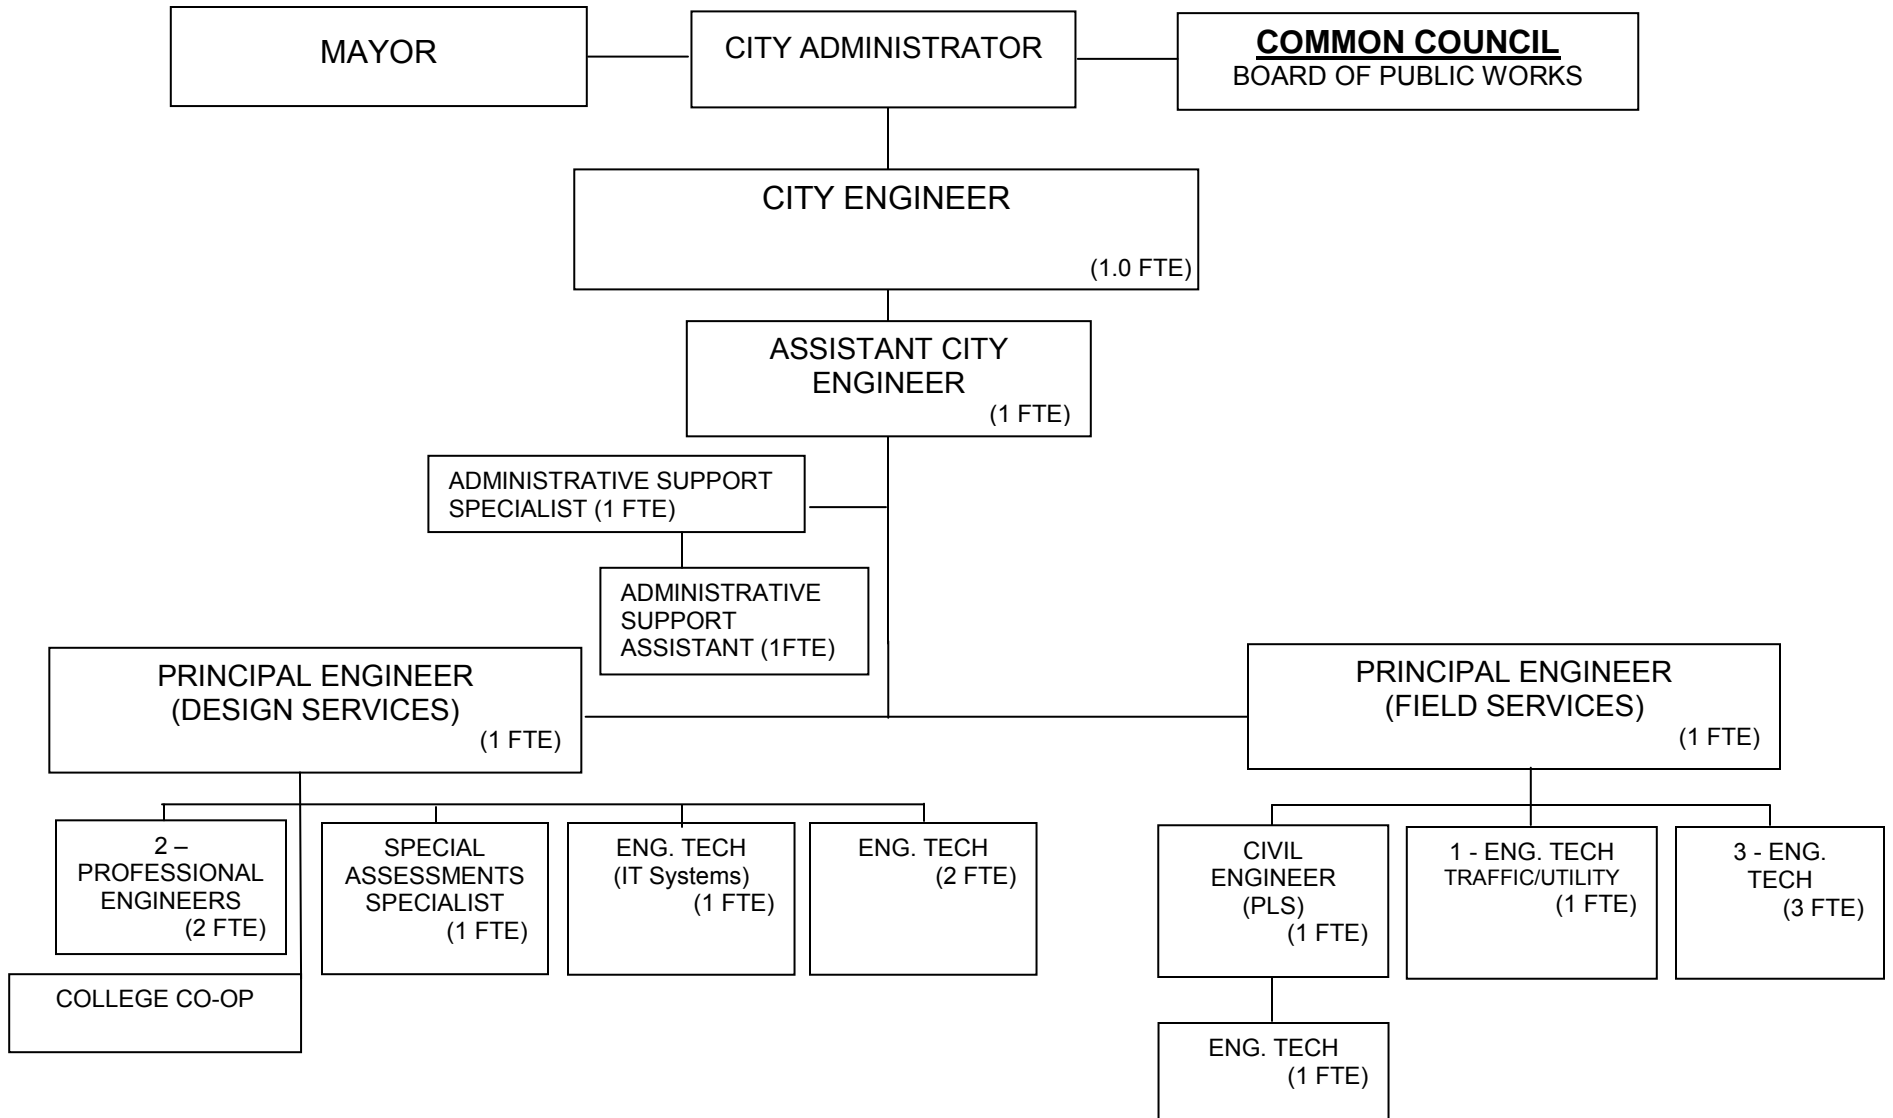 MAYOR
CITY ADMINISTRATOR
COMMON COUNCIL
BOARD OF PUBLIC WORKS
CITY ENGINEER
(1.0 FTE)
ASSISTANT CITY
ENGINEER
(1 FTE)
ADMINISTRATIVE SUPPORT
SPECIALIST (1 FTE)
ADMINISTRATIVE
SUPPORT
ASSISTANT (1FTE)
PRINCIPAL ENGINEER
(DESIGN SERVICES)
(1 FTE)
PRINCIPAL ENGINEER
(FIELD SERVICES)
(1 FTE)
2 –
PROFESSIONAL
ENGINEERS
(2 FTE)
SPECIAL
ASSESSMENTS
SPECIALIST
(1 FTE)
ENG. TECH
(IT Systems)
(1 FTE)
ENG. TECH
(2 FTE)
CIVIL
ENGINEER
(PLS)
(1 FTE)
1 - ENG. TECH
TRAFFIC/UTILITY
(1 FTE)
3 - ENG.
TECH
(3 FTE)
COLLEGE CO-OP
ENG. TECH
(1 FTE)